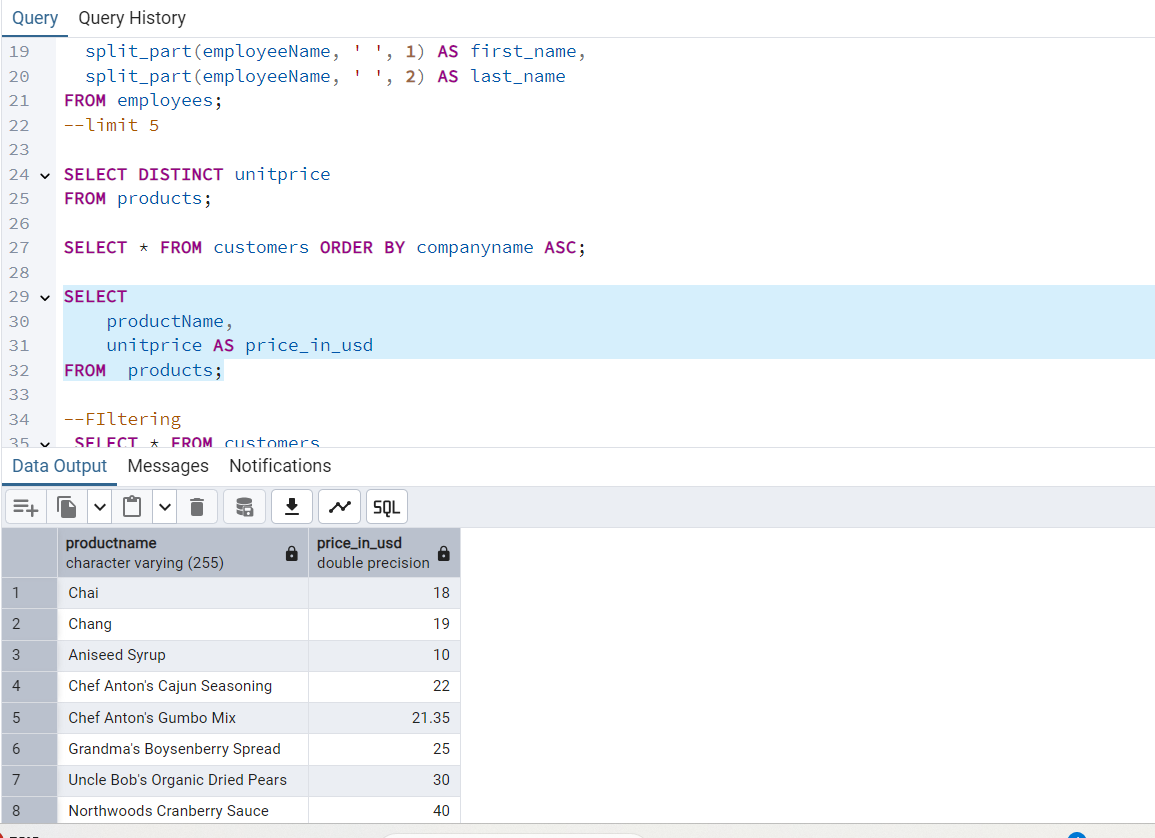 Query Query History
19 split_part(employeeName, ' ', 1) AS first_name,
20 split_part(employeeName, ' ', 2) AS last_name
21 FROM employees;
22 --limit 5
23
24 SELECT DISTINCT unitprice
25 FROM products;
26
27 SELECT * FROM customers ORDER BY companyname ASC;
28
29 SELECT
30 productName,
31 unitprice AS price_in_usd
32 FROM products;
33
34 --FIltering
35 SELECT * FROM customers
Data Output Messages Notifications
SQL
productname price_in_usd
character varying (255) double precision
1 Chai 18
2 Chang 19
3 Aniseed Syrup 10
4 Chef Anton's Cajun Seasoning 22
5 Chef Anton's Gumbo Mix 21.35
6 Grandma's Boysenberry Spread 25
7 Uncle Bob's Organic Dried Pears 30
8 Northwoods Cranberry Sauce 40